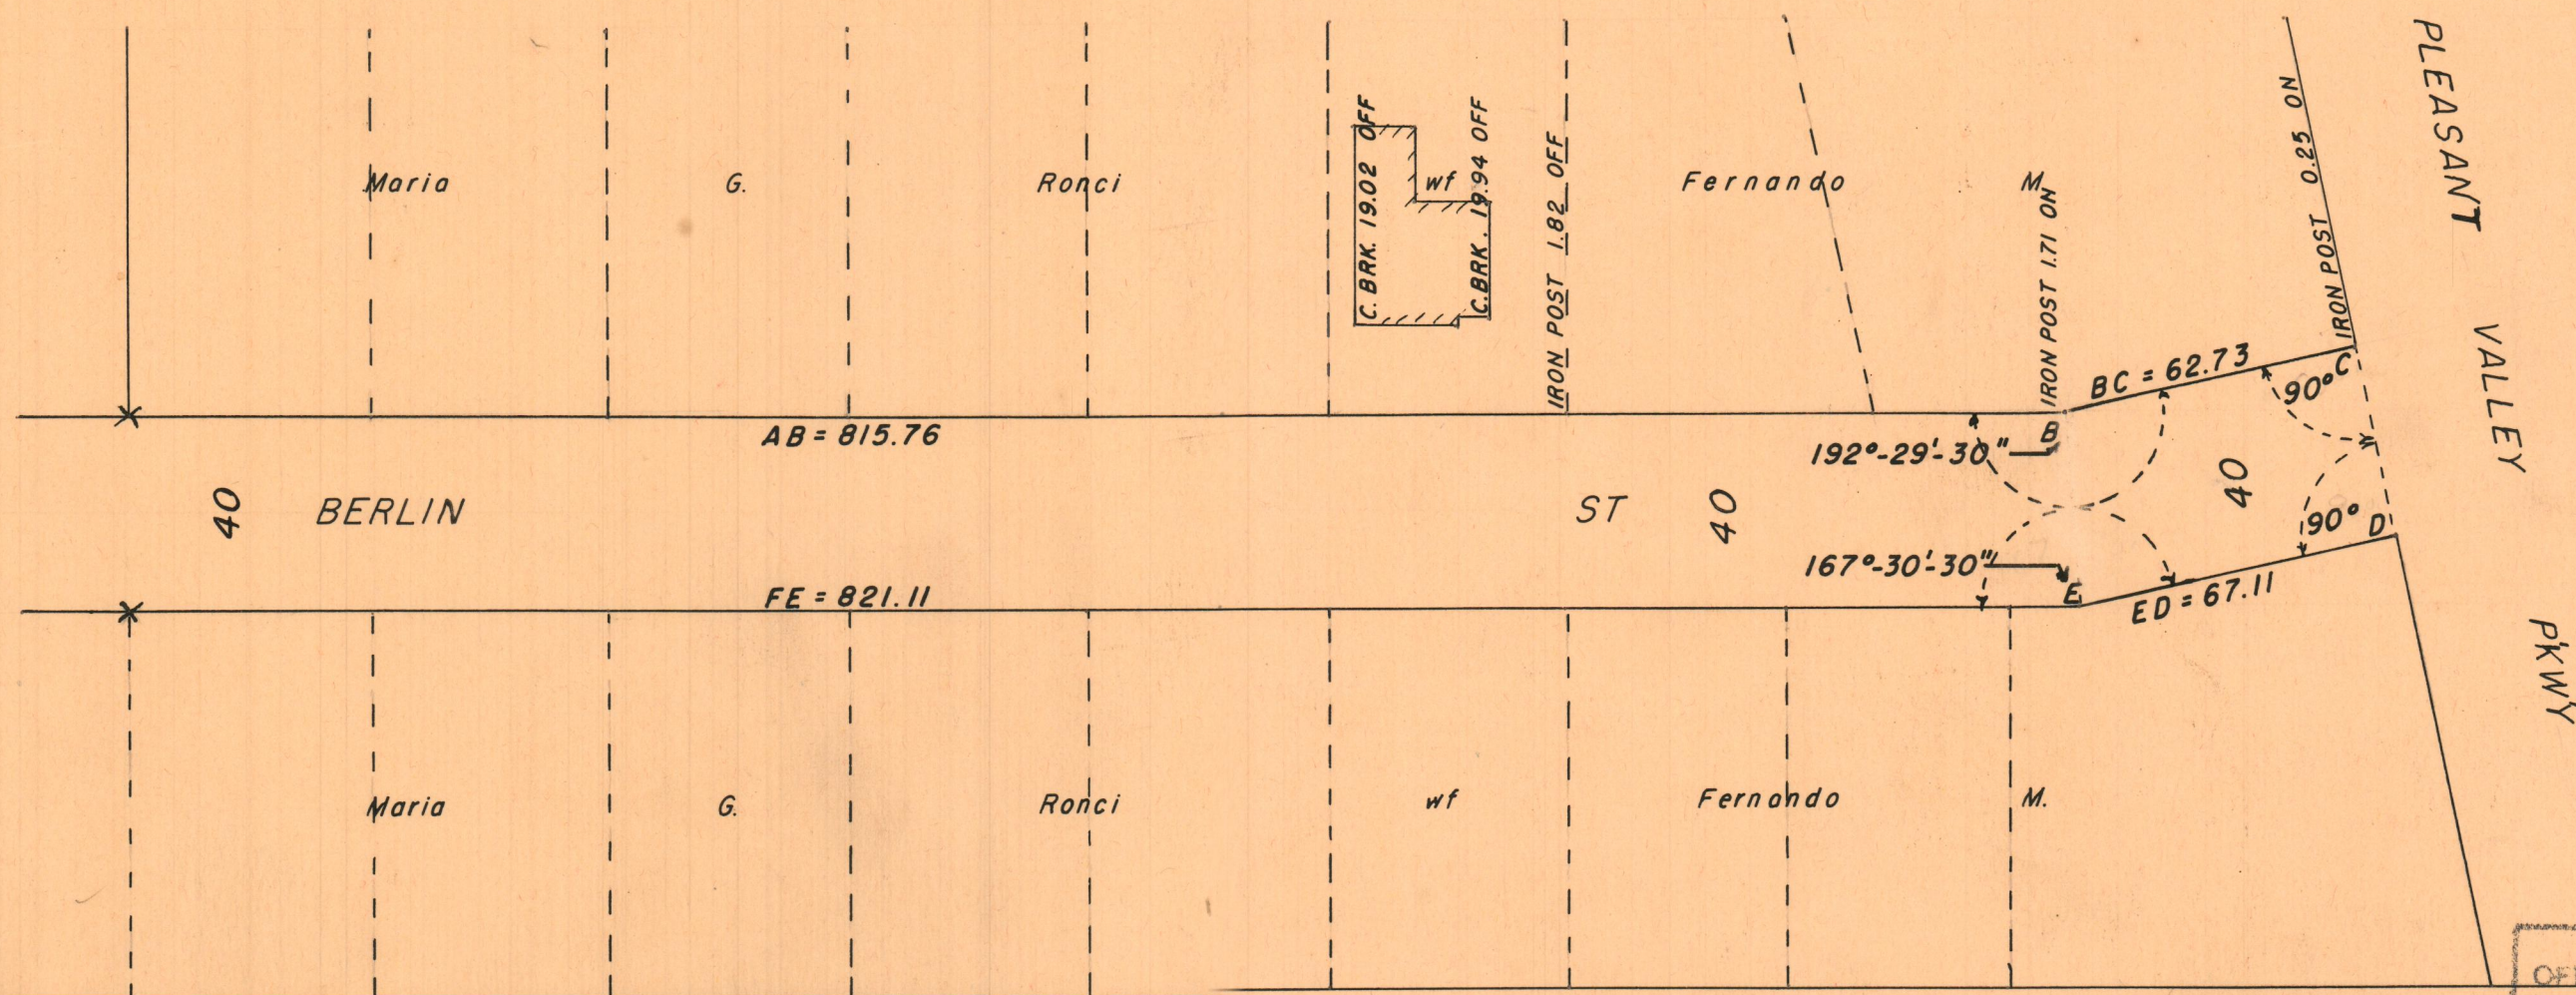 PLEASANT VALLEY PKWY
Maria G. Ronci wf Fernando M.
C. BRK. 19.02 OFF
C. BRK. 19.94 OFF
IRON POST 1.82 OFF
IRON POST 1.71 ON
IRON POST 0.25 ON
BC = 62.73
C
90°
AB = 815.76
B
192°-29'-30"
40
BERLIN ST
40
40
90°
D
167°-30'-30"
E
FE = 821.11
ED = 67.11
Maria G. Ronci wf Fernando M.